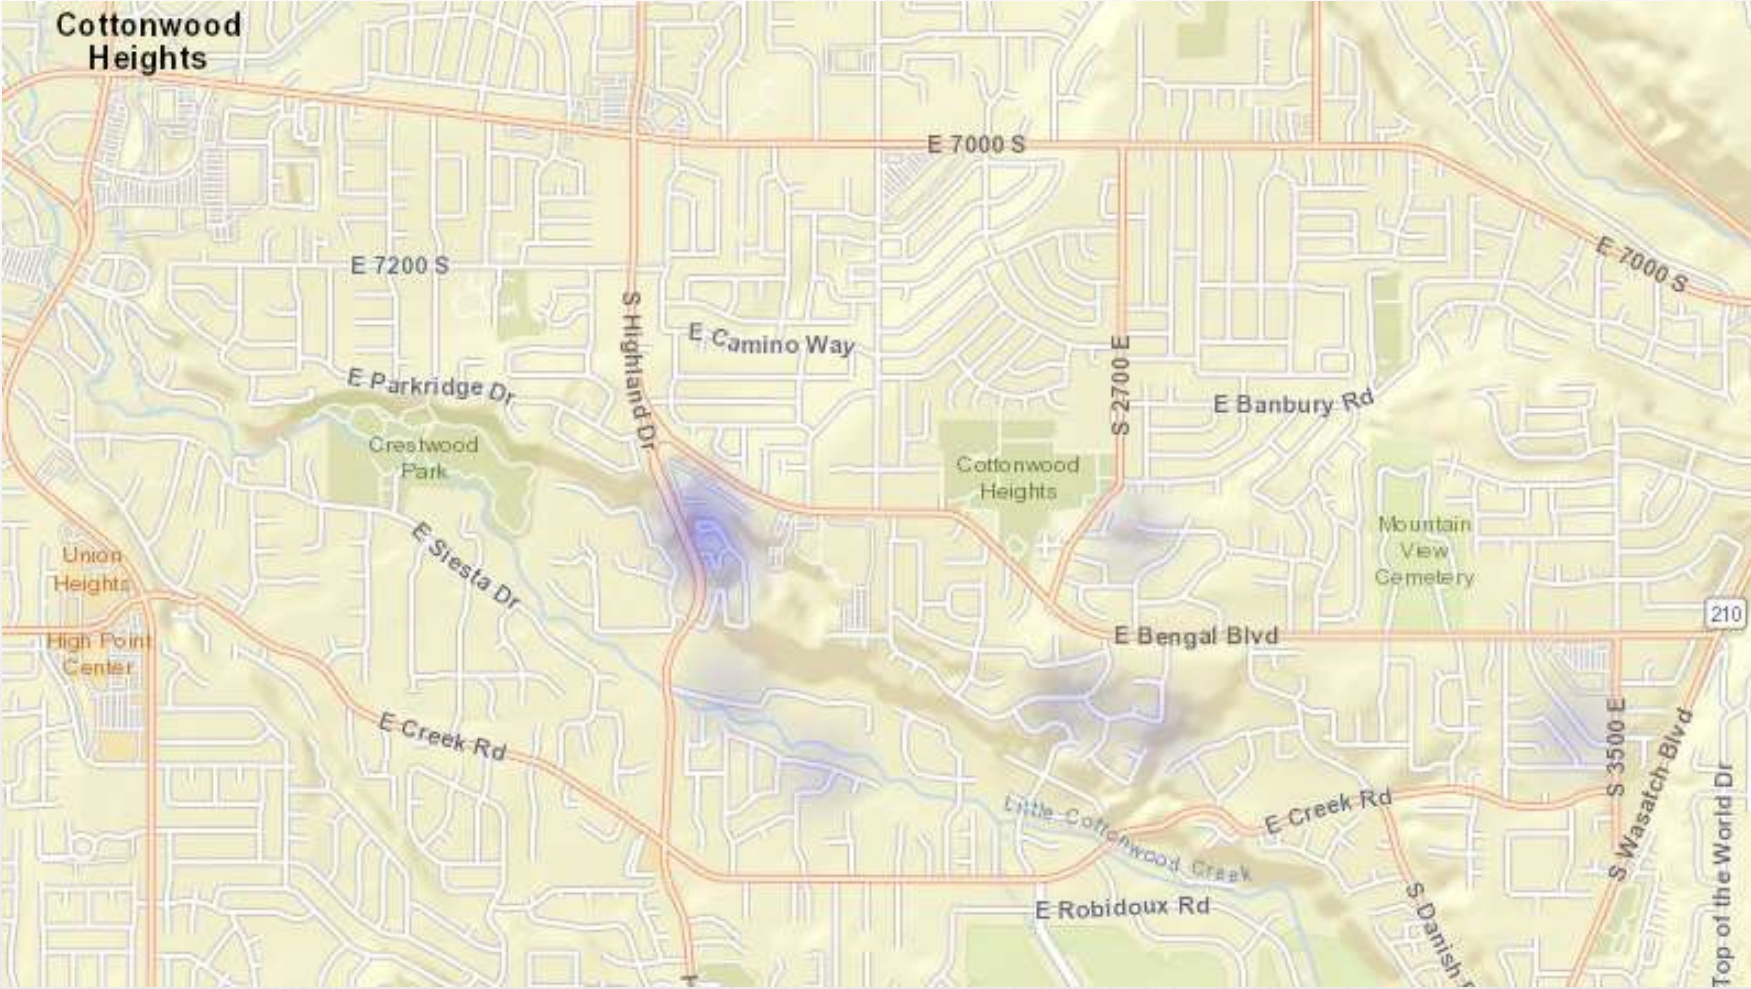 Cottonwood
Heights
E 7000 S
E 7200 S
E 7000 S
S Highland Dr
E Camino Way
S 2700 E
E Parkridge Dr
E Banbury Rd
Crestwood
Park
Cottonwood
Heights
Mountain
View
Cemetery
E Siesta Dr
Union
Heights
210
High Point
Center
E Bengal Blvd
E Creek Rd
S 3500 E
S Wasatch Blvd
Top of the World Dr
Little Cottonwood Creek
E Creek Rd
E Robidoux Rd
S Danish